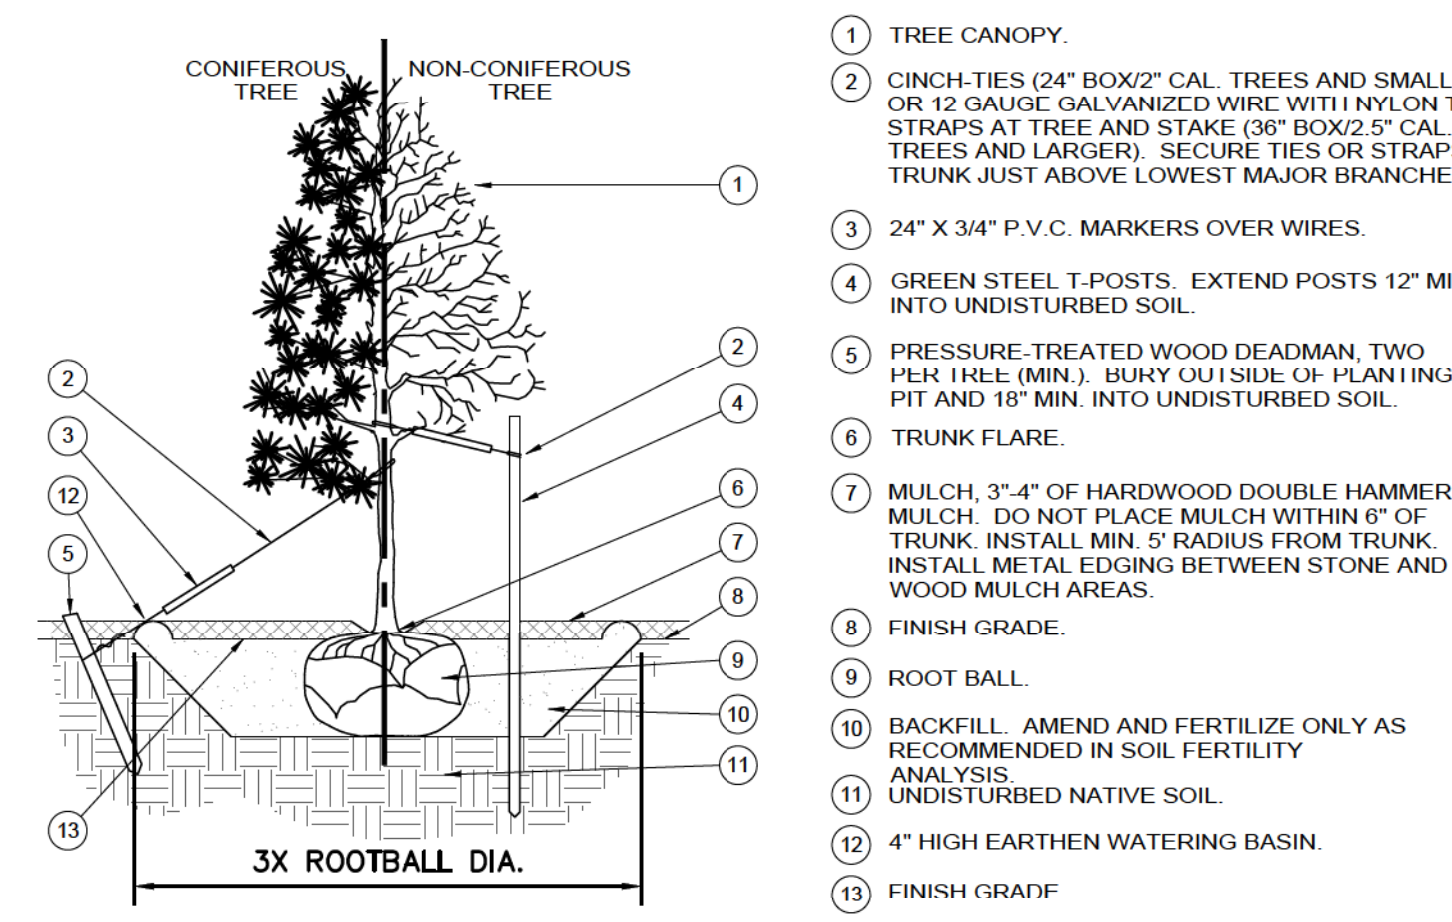 CONIFEROUS
TREE
NON-CONIFEROUS
TREE
1
2
4
6
7
8
9
10
11
2
3
12
5
13
3X ROOTBALL DIA.
1 TREE CANOPY.
2 CINCH-TIES (24" BOX/2" CAL. TREES AND SMALL
OR 12 GAUGE GALVANIZED WIRE WITH NYLON T
STRAPS AT TREE AND STAKE (36" BOX/2.5" CAL.
TREES AND LARGER). SECURE TIES OR STRAPS
TRUNK JUST ABOVE LOWEST MAJOR BRANCHE
3 24" X 3/4" P.V.C. MARKERS OVER WIRES.
4 GREEN STEEL T-POSTS. EXTEND POSTS 12" MI
INTO UNDISTURBED SOIL.
5 PRESSURE-TREATED WOOD DEADMAN, TWO
PER TREE (MIN.). BURY OUTSIDE OF PLANTING
PIT AND 18" MIN. INTO UNDISTURBED SOIL.
6 TRUNK FLARE.
7 MULCH, 3"-4" OF HARDWOOD DOUBLE HAMMER
MULCH. DO NOT PLACE MULCH WITHIN 6" OF
TRUNK. INSTALL MIN. 5' RADIUS FROM TRUNK.
INSTALL METAL EDGING BETWEEN STONE AND
WOOD MULCH AREAS.
8 FINISH GRADE.
9 ROOT BALL.
10 BACKFILL. AMEND AND FERTILIZE ONLY AS
RECOMMENDED IN SOIL FERTILITY
ANALYSIS.
11 UNDISTURBED NATIVE SOIL.
12 4" HIGH EARTHEN WATERING BASIN.
13 FINISH GRADE